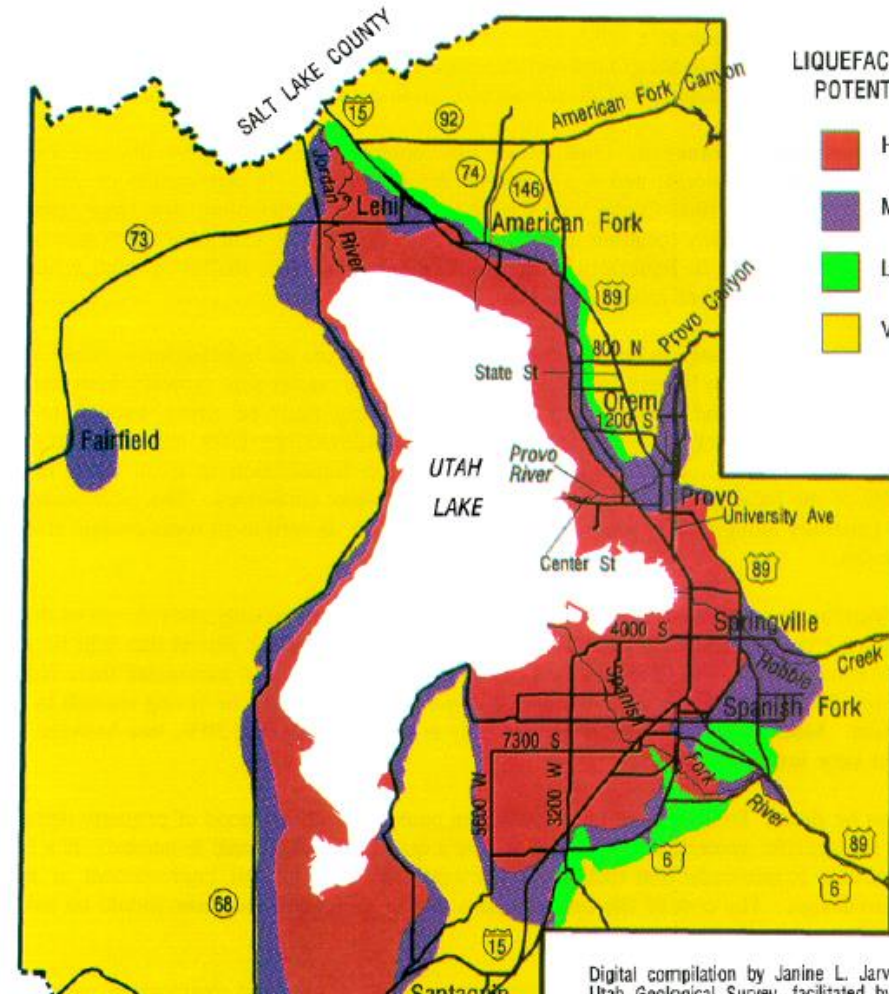 SALT LAKE COUNTY
15
92
American Fork Canyon
74
146
Jordan
River
Lehi
American Fork
73
89
Provo Canyon
800 N
State St
Orem
1200 S
Fairfield
Provo
River
UTAH
LAKE
Provo
University Ave
Center St
89
Springville
4000 S
Hobble
Creek
Spanish
Fork
River
Spanish Fork
7300 S
5600 W
3200 W
6
89
6
68
15
Santaquin
LIQUEFAC
POTENT
H
M
L
V
Digital compilation by Janine L. Jarv
Utah Geological Survey, facilitated by